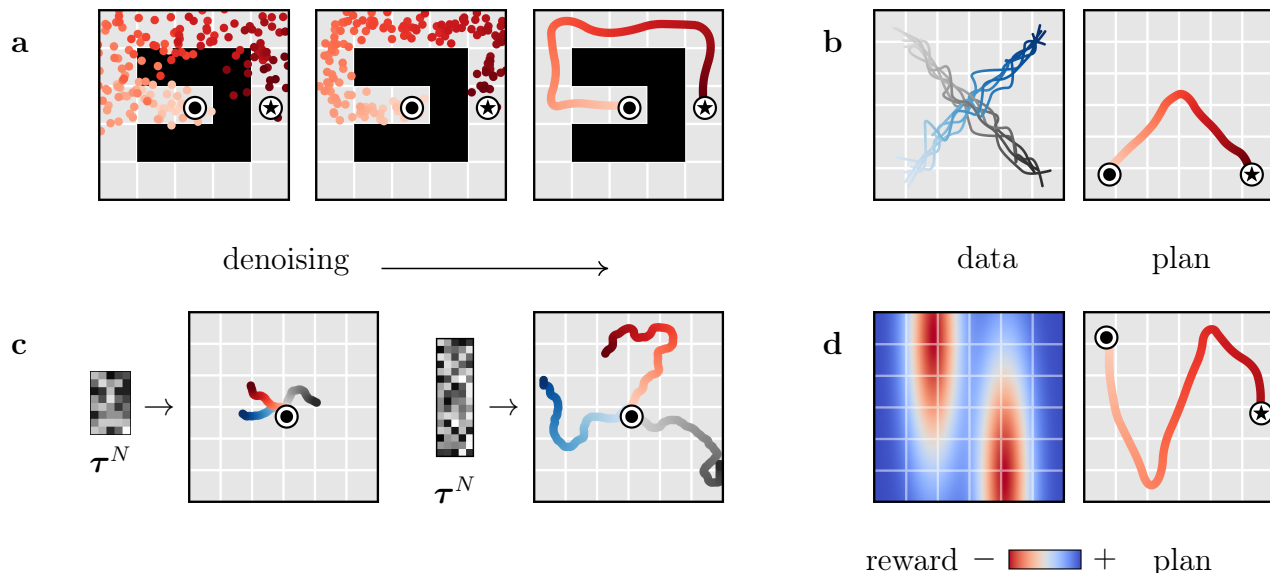 a
b
denoising
data
plan
c
d
τ^N
τ^N
reward − +
plan